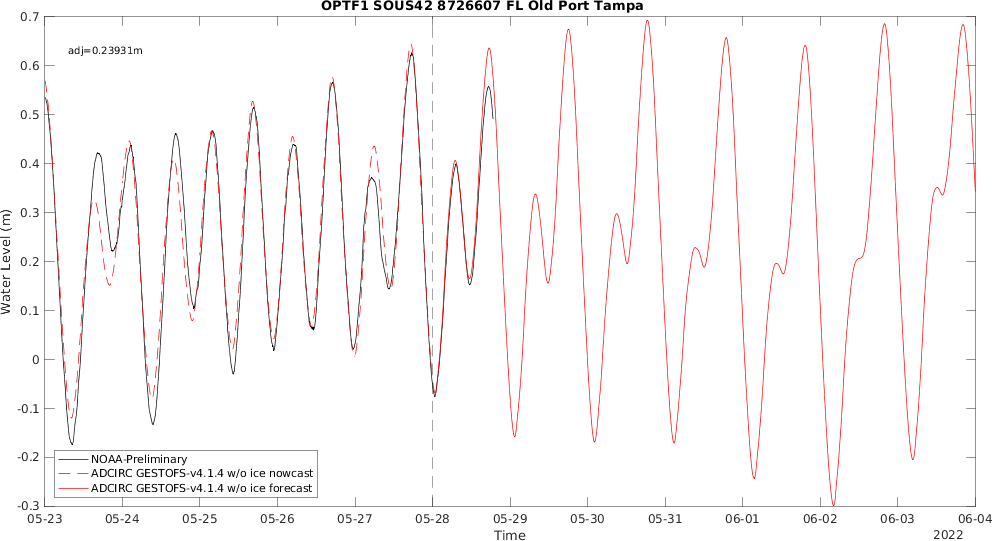 OPTF1 SOUS42 8726607 FL Old Port Tampa
adj=0.23931m
0.7
0.6
0.5
0.4
0.3
0.2
0.1
0
-0.1
-0.2
-0.3
Water Level (m)
NOAA-Preliminary
ADCIRC GESTOFS-v4.1.4 w/o ice nowcast
ADCIRC GESTOFS-v4.1.4 w/o ice forecast
05-23 05-24 05-25 05-26 05-27 05-28 05-29 05-30 05-31 06-01 06-02 06-03 06-04
Time
2022